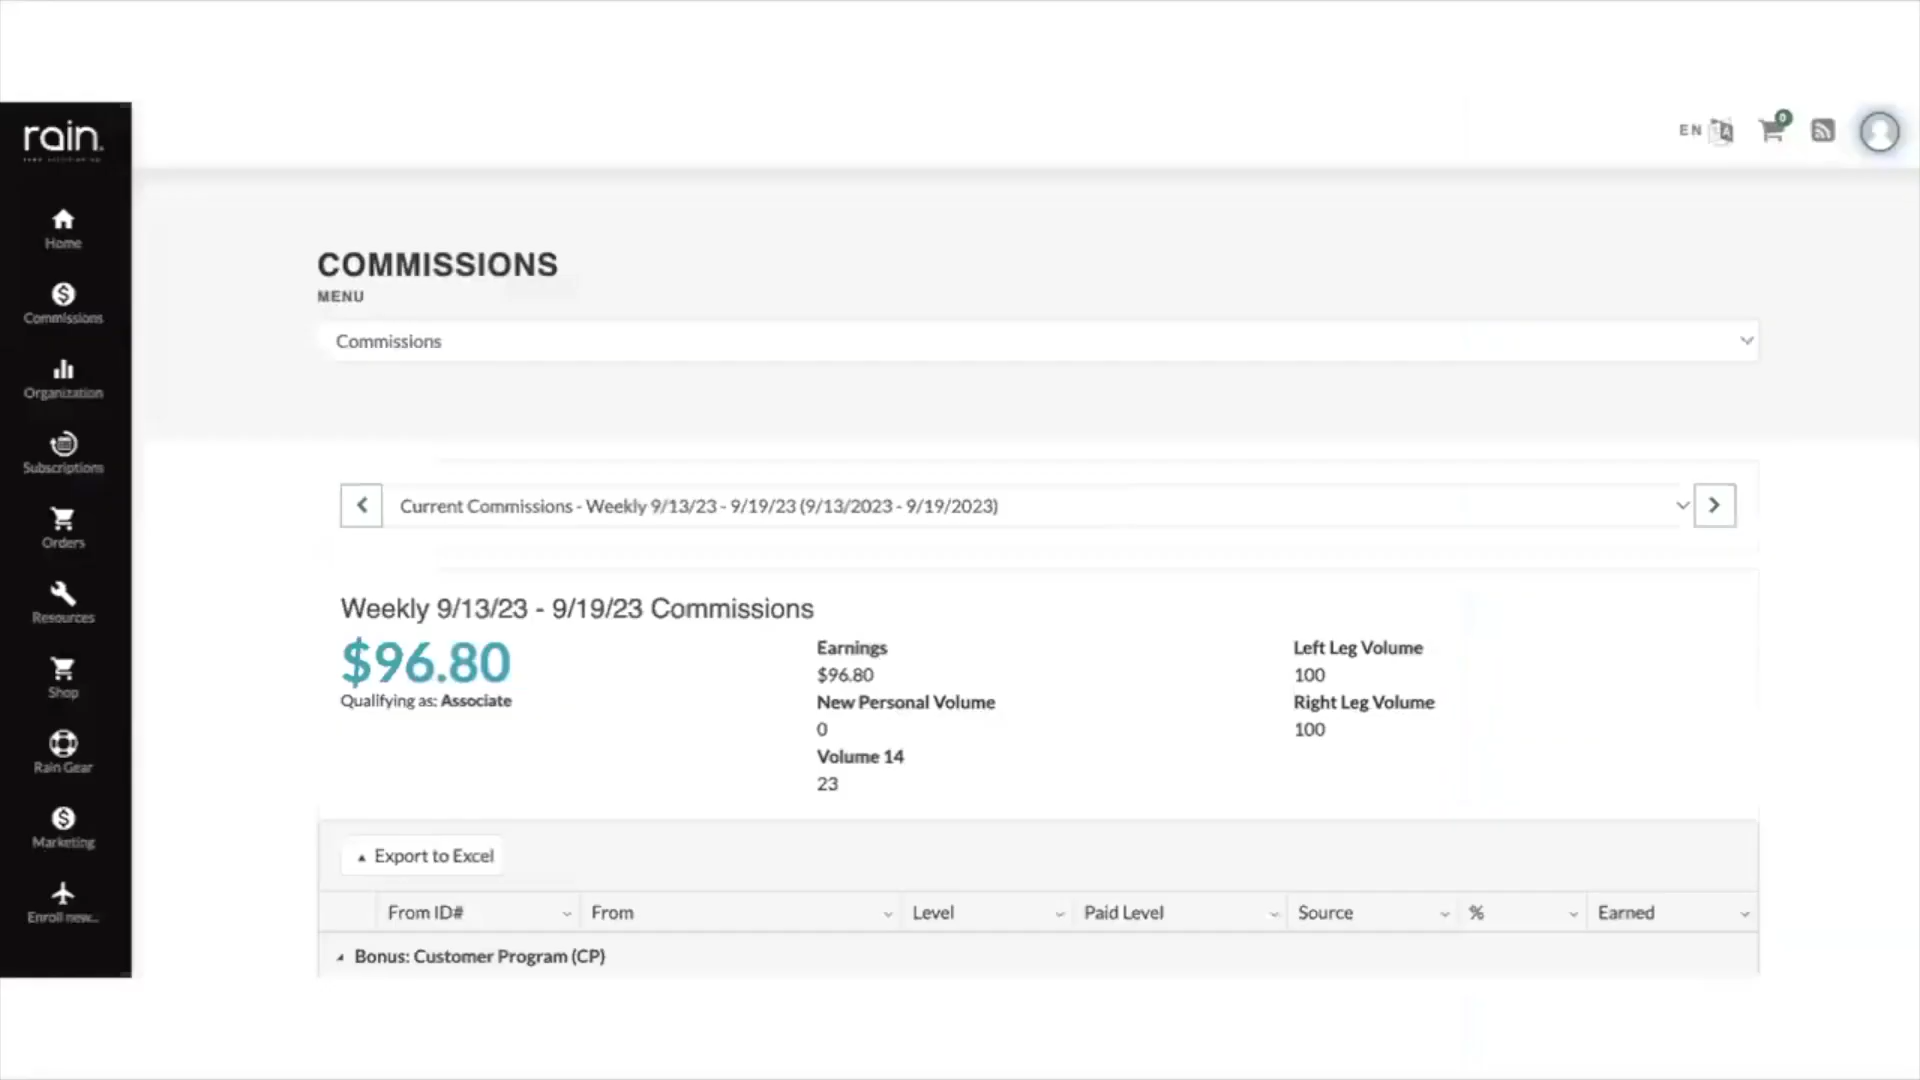 rain.
EN
0
Home
Commissions
Organization
Subscriptions
Orders
Resources
Shop
Rain Gear
Marketing
Enroll new...
COMMISSIONS
MENU
Commissions
Current Commissions - Weekly 9/13/23 - 9/19/23 (9/13/2023 - 9/19/2023)
Weekly 9/13/23 - 9/19/23 Commissions
$96.80
Qualifying as: Associate
Earnings
$96.80
New Personal Volume
0
Volume 14
23
Left Leg Volume
100
Right Leg Volume
100
Export to Excel
From ID# From Level Paid Level Source % Earned
Bonus: Customer Program (CP)